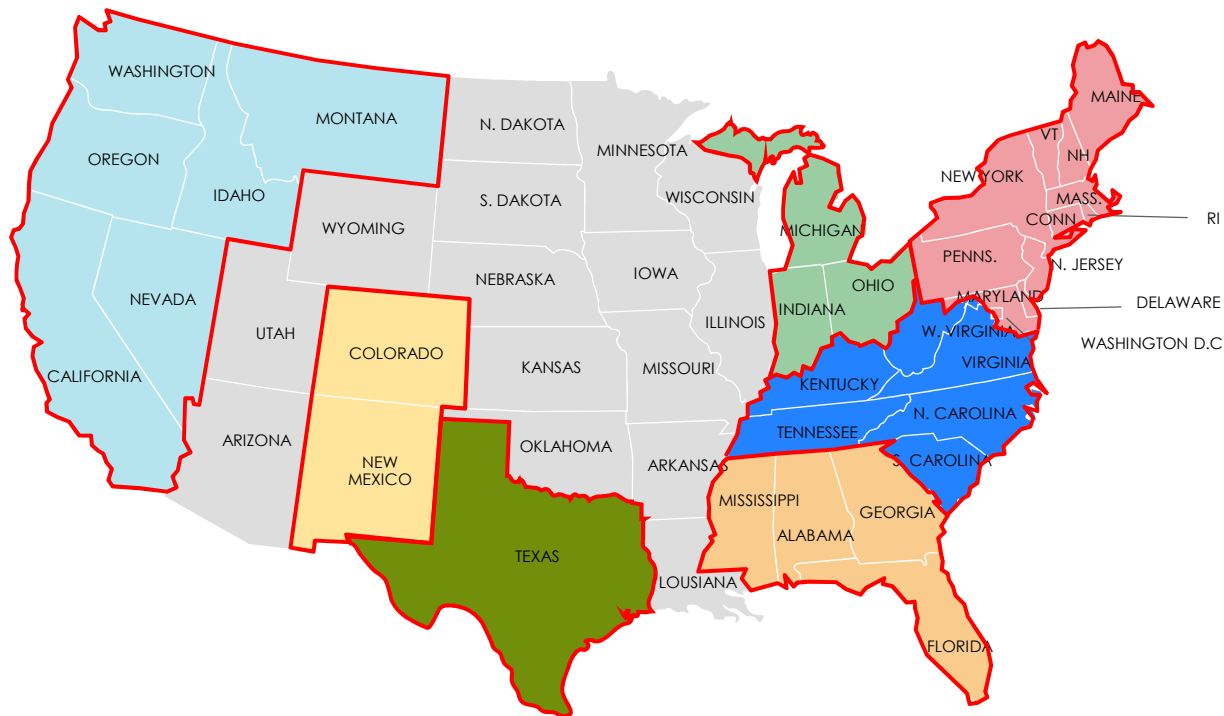 WASHINGTON
MONTANA
OREGON
IDAHO
WYOMING
NEVADA
UTAH
CALIFORNIA
COLORADO
ARIZONA
NEW
MEXICO
N. DAKOTA
S. DAKOTA
NEBRASKA
KANSAS
OKLAHOMA
TEXAS
MINNESOTA
WISCONSIN
IOWA
ILLINOIS
MISSOURI
ARKANSAS
LOUSIANA
MICHIGAN
INDIANA
OHIO
KENTUCKY
TENNESSEE
MISSISSIPPI
ALABAMA
GEORGIA
FLORIDA
S. CAROLINA
N. CAROLINA
VIRGINIA
W. VIRGINIA
MAINE
VT
NH
NEW YORK
MASS.
CONN
RI
PENNS.
N. JERSEY
MARYLAND
DELAWARE
WASHINGTON D.C